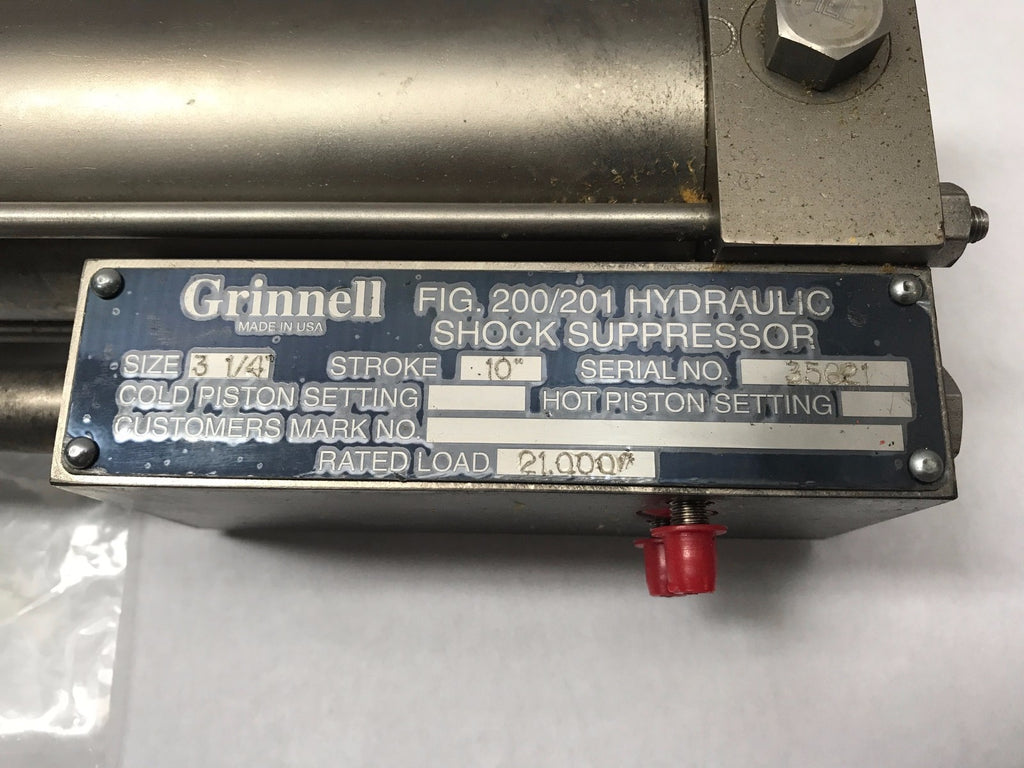 Grinnell
MADE IN USA
FIG. 200/201 HYDRAULIC
SHOCK SUPPRESSOR
SIZE 3 1/4" STROKE 10" SERIAL NO. 35621
COLD PISTON SETTING HOT PISTON SETTING
CUSTOMERS MARK NO.
RATED LOAD 21.000#